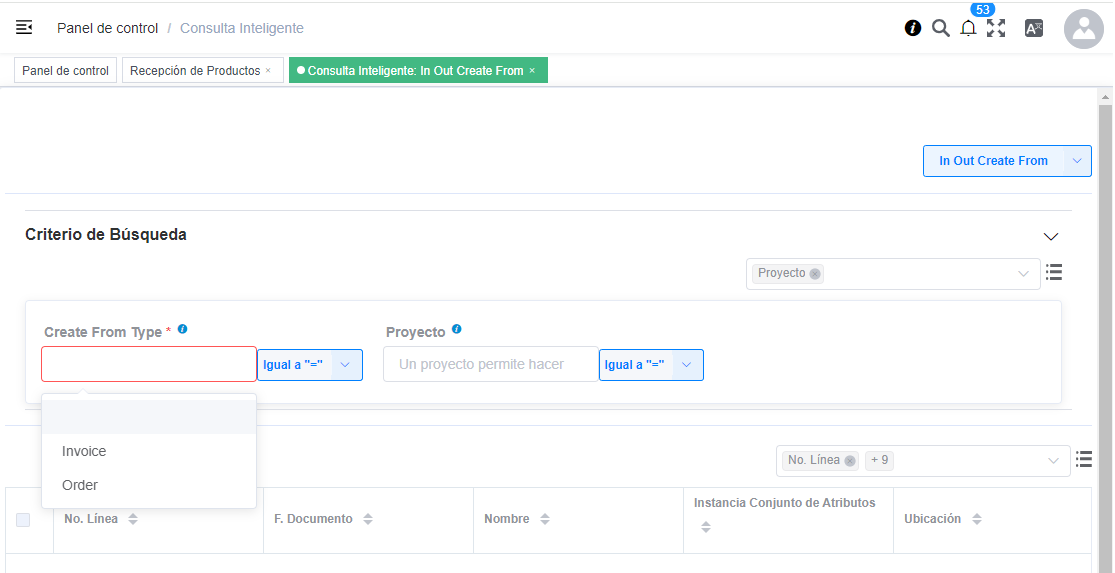 53
Panel de control / Consulta Inteligente
Panel de control
Recepción de Productos ×
Consulta Inteligente: In Out Create From ×
In Out Create From
Criterio de Búsqueda
Proyecto
Create From Type *
Proyecto
Igual a "="
Un proyecto permite hacer
Igual a "="
Invoice
Order
No. Línea
+ 9
No. Línea
F. Documento
Nombre
Instancia Conjunto de Atributos
Ubicación